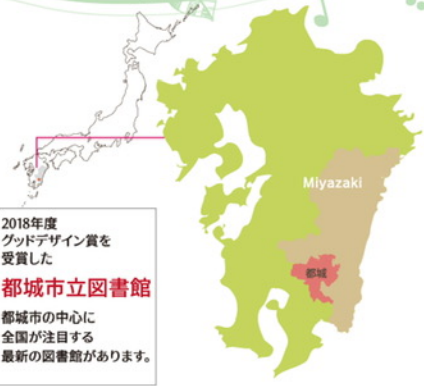 Miyazaki
都城
2018年度
グッドデザイン賞を
受賞した
都城市立図書館
都城市の中心に
全国が注目する
最新の図書館があります。